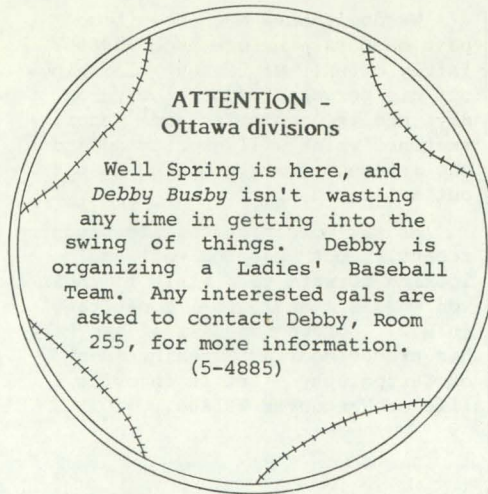 ATTENTION -
Ottawa divisions
Well Spring is here, and
Debby Busby isn't wasting
any time in getting into the
swing of things. Debby is
organizing a Ladies' Baseball
Team. Any interested gals are
asked to contact Debby, Room
255, for more information.
(5-4885)